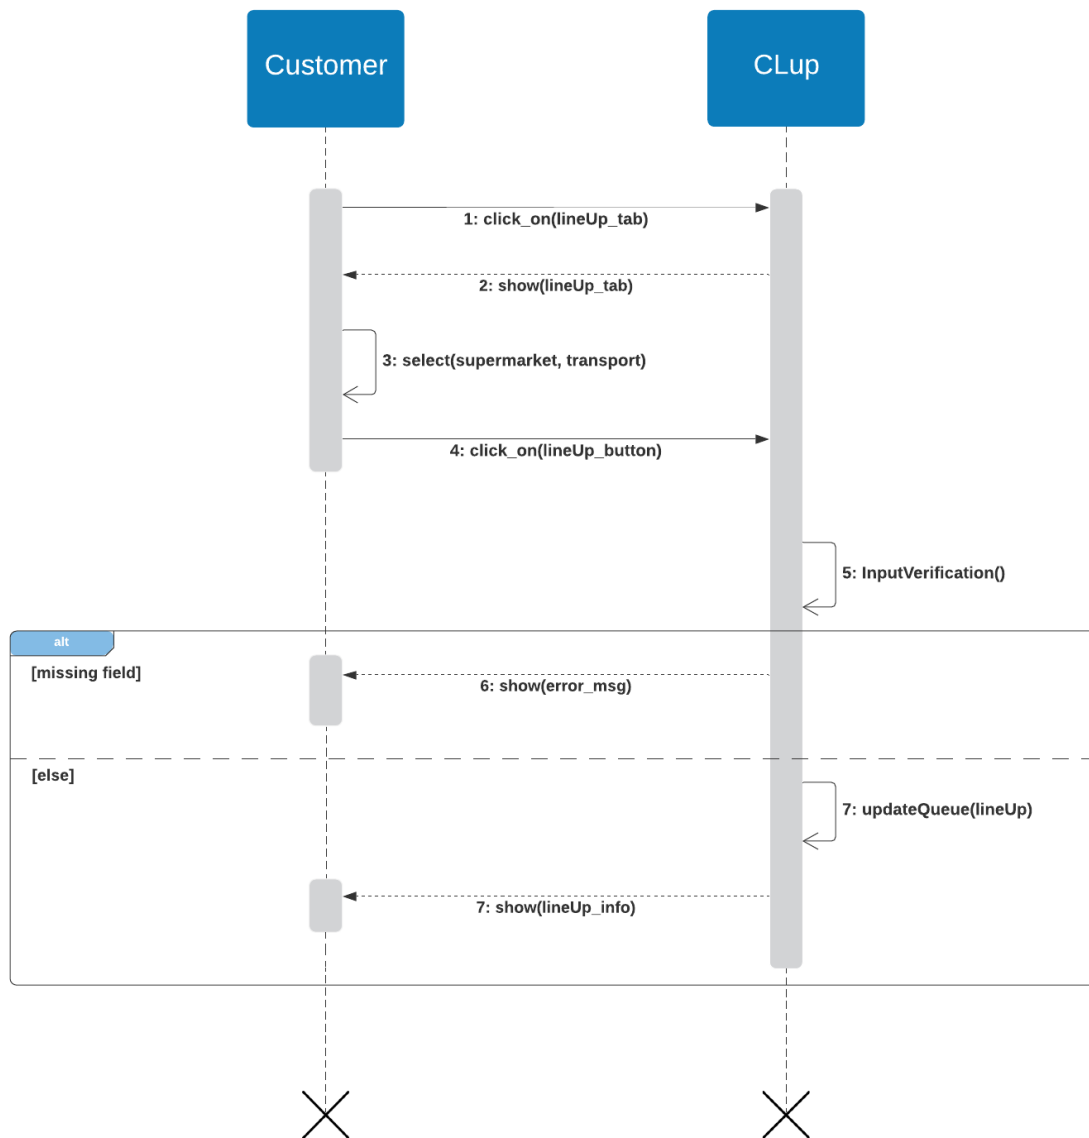 Customer
CLup
1: click_on(lineUp_tab)
2: show(lineUp_tab)
3: select(supermarket, transport)
4: click_on(lineUp_button)
5: InputVerification()
alt
[missing field]
6: show(error_msg)
[else]
7: updateQueue(lineUp)
7: show(lineUp_info)